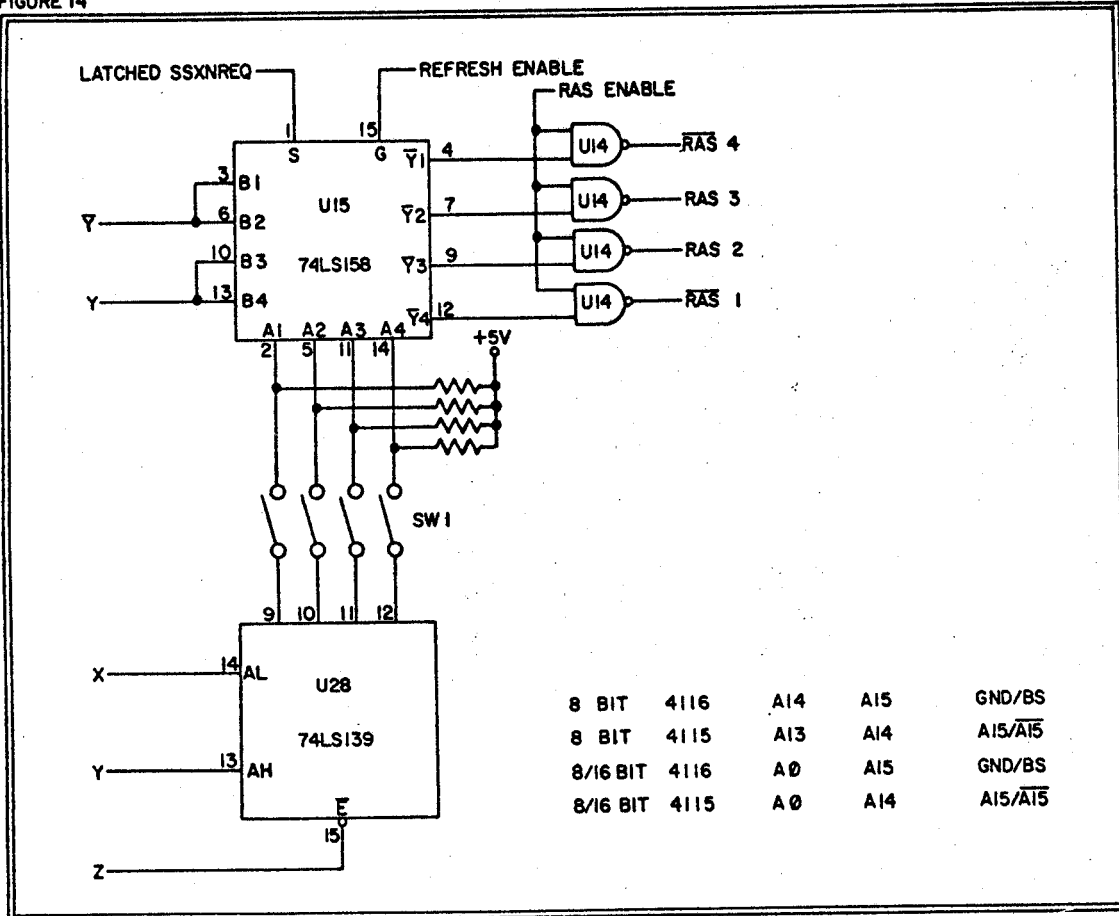 FIGURE 14
LATCHED SSXNREQ
REFRESH ENABLE
RAS ENABLE
1
15
S
G
Y̅1
4
U14
R̅A̅S̅ 4
3
B1
U15
Y̅
6
B2
Y̅2
7
U14
RAS 3
10
B3
74LS158
Y̅3
9
U14
RAS 2
Y
13
B4
Y̅4
12
U14
R̅A̅S̅ 1
A1
A2
A3
A4
2
5
11
14
+5V
SW1
9
10
11
12
X
14
AL
U28
74LS139
Y
13
AH
E̅
15
Z
8 BIT 4116 A14 A15 GND/BS
8 BIT 4115 A13 A14 A15/A̅1̅5̅
8/16 BIT 4116 AØ A15 GND/BS
8/16 BIT 4115 AØ A14 A15/A̅1̅5̅